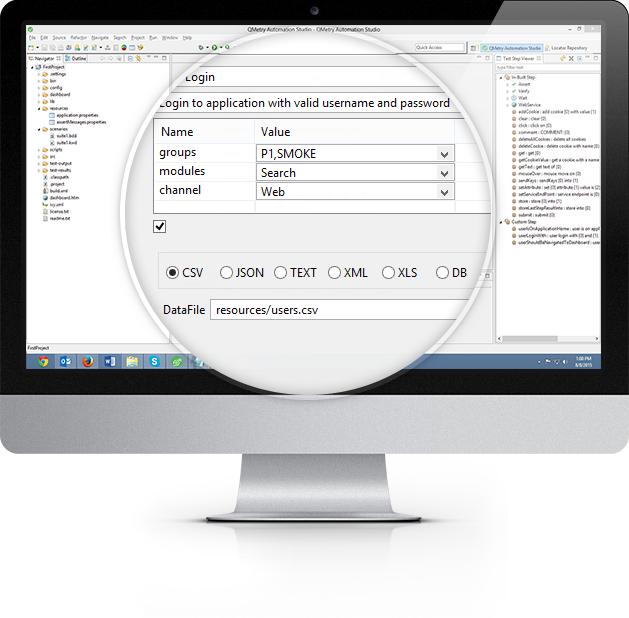 QMetry Automation Studio - QMetry Automation Studio
File Edit Source Refactor Navigate Search Project Run Window Help
Quick Access
QMetry Automation Studio
Locator Repository
Navigator
Outline
FirstProject
.settings
bin
config
dashboard
lib
resources
application.properties
assertMessages.properties
scenarios
suite1.bdd
suite1.kwd
scripts
src
test-output
test-results
.classpath
.project
build.xml
dashboard.htm
ivy.xml
license.txt
readme.txt
Login
Login to application with valid username and password
Name Value
groups P1,SMOKE
modules Search
channel Web
CSV JSON TEXT XML XLS DB
DataFile resources/users.csv
Test Step Viewer
type filter text
In-Built Step
Assert
Verify
Wait
WebService
addCookie : add cookie {0} with value {1}
clear : clear {0}
click : click on {0}
comment : COMMENT: {0}
deleteAllCookies : delete all cookies
deleteCookie : delete cookie with name {0}
get : get {0}
getCookieValue : get cookie with a name
getText : get text of {0}
mouseOver : mouse move on {0}
sendKeys : sendKeys {0} into {1}
setAttribute : set {0} attribute {1} value is {2}
setServiceEndPoint : service endpoint is {0}
store : store {0} into {1}
storeLastStepResultInto : store into {0}
submit : submit {0}
Custom Step
userIsOnApplicationHome : user is on appl
userLoginWith : user login with {0} and {1}
userShouldBeNavigatedToDashboard : user
FirstProject
1:08 PM
6/8/2015